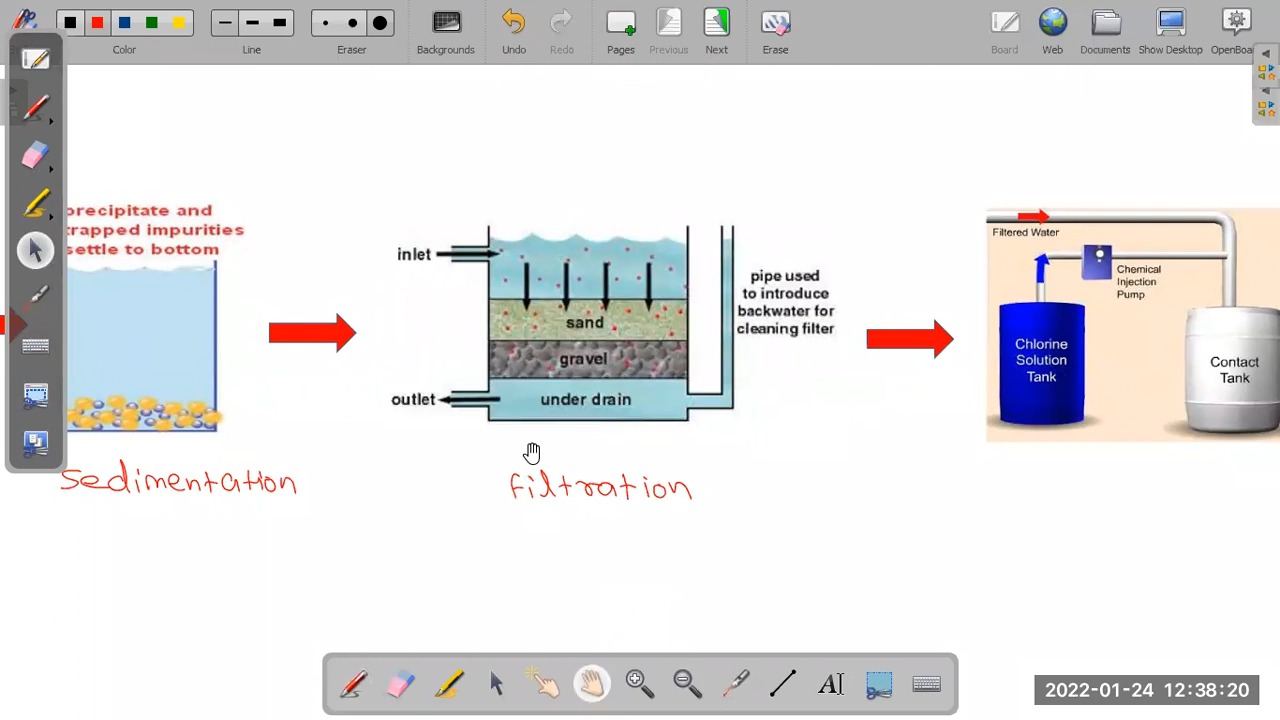 Color
Line
Eraser
Backgrounds
Undo
Redo
Pages
Previous
Next
Erase
Board
Web
Documents
Show Desktop
OpenBoa
precipitate and
trapped impurities
settle to bottom
inlet
sand
gravel
outlet
under drain
pipe used
to introduce
backwater for
cleaning filter
Filtered Water
Chemical
Injection
Pump
Chlorine
Solution
Tank
Contact
Tank
Sedimentation
Filtration
AI
2022-01-24 12:38:20